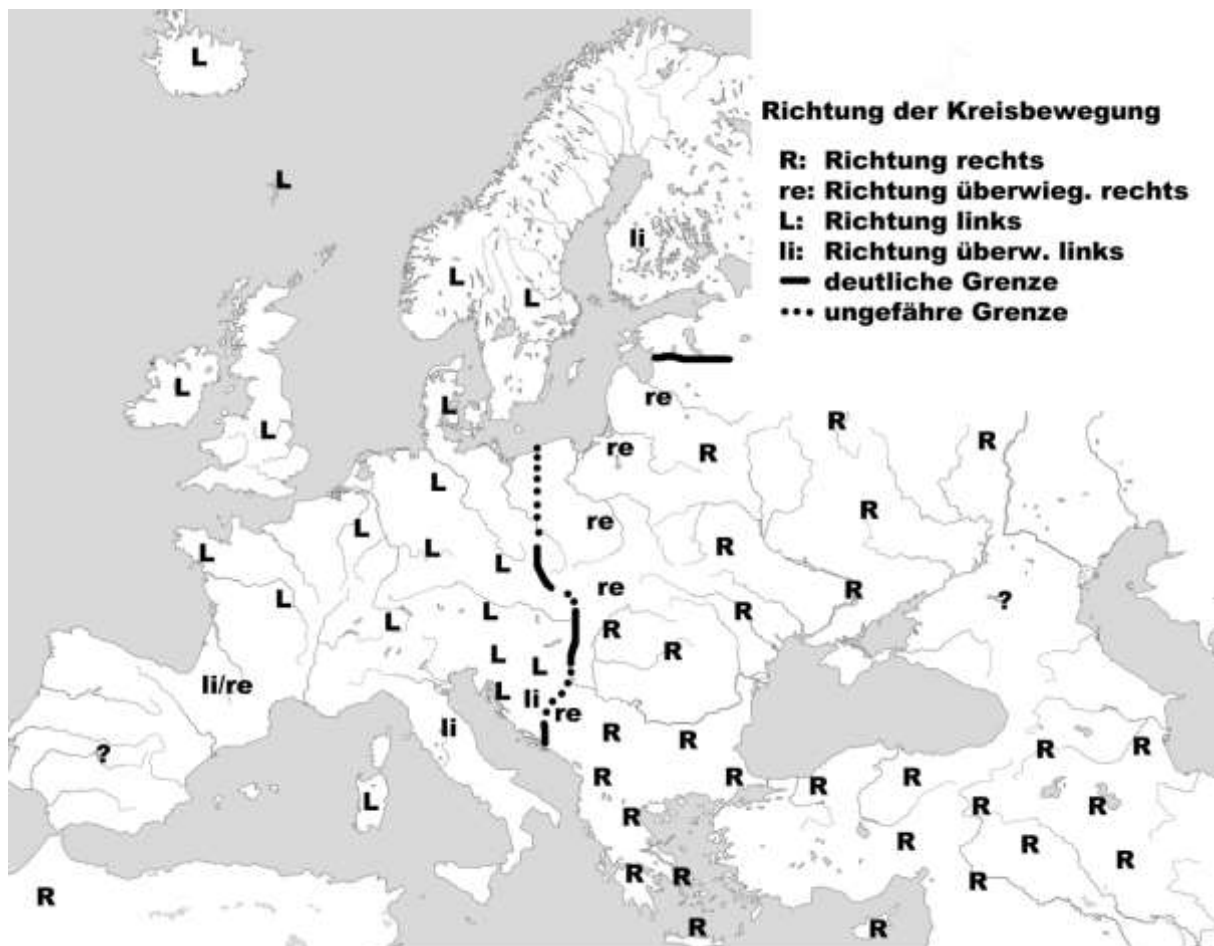 L
Richtung der Kreisbewegung
R: Richtung rechts
re: Richtung überwieg. rechts
L: Richtung links
li: Richtung überw. links
deutliche Grenze
ungefähre Grenze
L
li
L
L
L
re
L
R
R
L
re
R
L
R
re
L
R
L
L
L
R
re
R
L
L
R
L
?
R
L
R
L
L
li/re
L
li
re
li
R
R
R
R
?
R
R
R
R
L
R
R
R
R
R
R
R
R
R
R
R
R
R
R